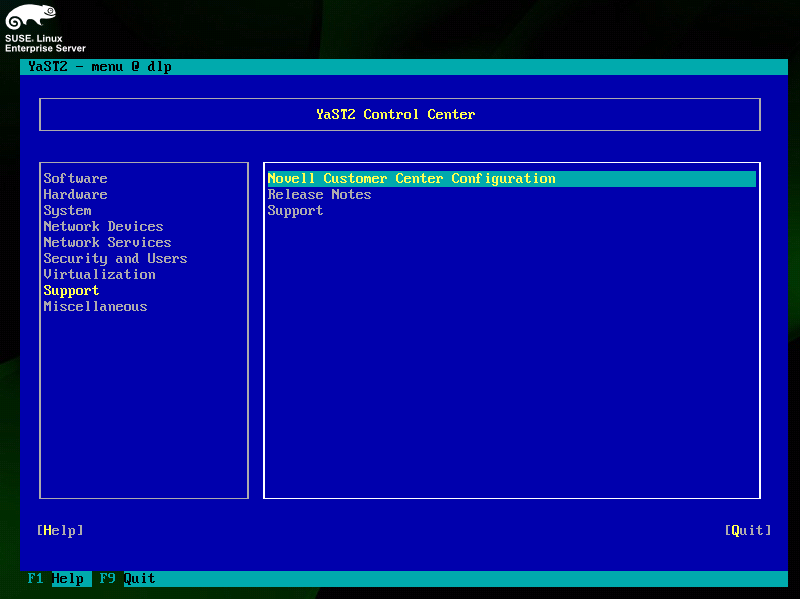 SUSE. Linux
Enterprise Server
YaST2 - menu @ dlp
YaST2 Control Center
Software
Hardware
System
Network Devices
Network Services
Security and Users
Virtualization
Support
Miscellaneous
Novell Customer Center Configuration
Release Notes
Support
[Help] [Quit]
F1 Help F9 Quit